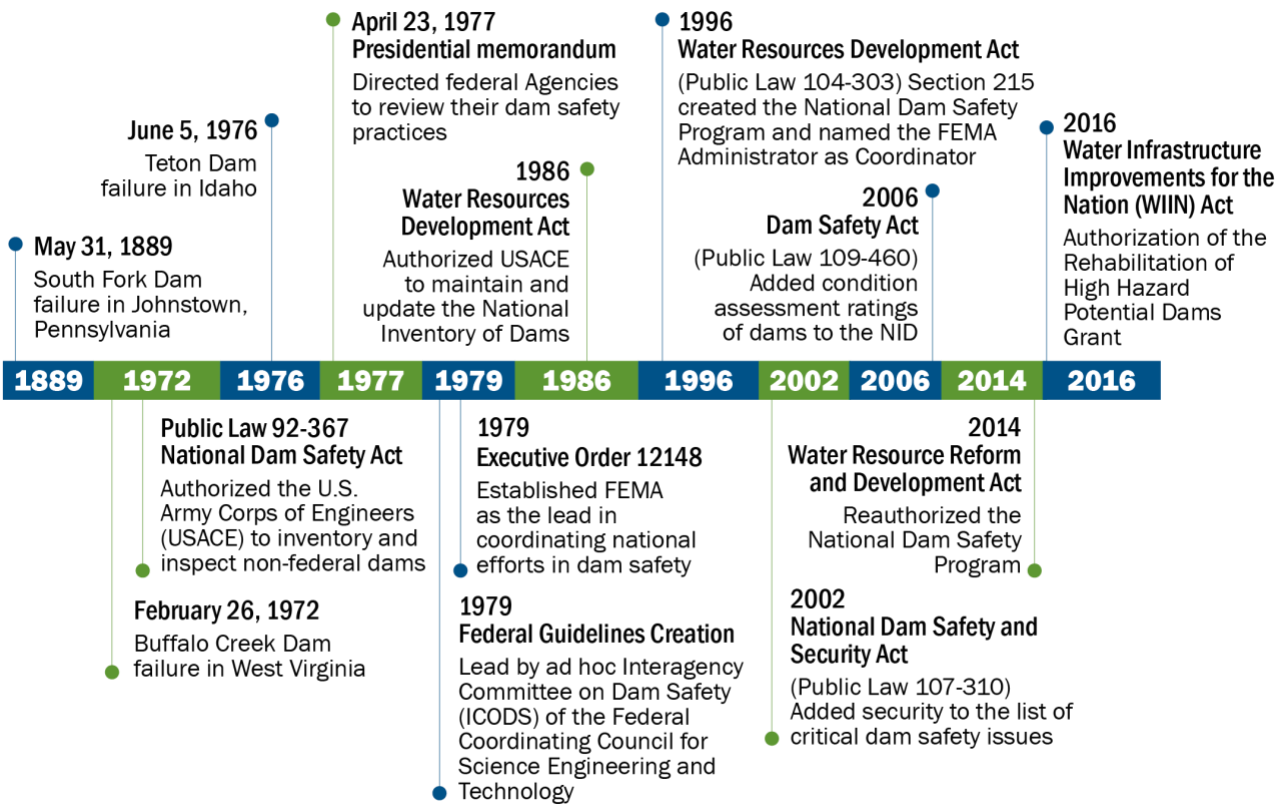 April 23, 1977
Presidential memorandum
Directed federal Agencies
to review their dam safety
practices
1996
Water Resources Development Act
(Public Law 104-303) Section 215
created the National Dam Safety
Program and named the FEMA
Administrator as Coordinator
June 5, 1976
Teton Dam
failure in Idaho
2016
Water Infrastructure
Improvements for the
Nation (WIIN) Act
Authorization of the
Rehabilitation of
High Hazard
Potential Dams
Grant
1986
Water Resources
Development Act
Authorized USACE
to maintain and
update the National
Inventory of Dams
2006
Dam Safety Act
(Public Law 109-460)
Added condition
assessment ratings
of dams to the NID
May 31, 1889
South Fork Dam
failure in Johnstown,
Pennsylvania
1889 1972 1976 1977 1979 1986 1996 2002 2006 2014 2016
Public Law 92-367
National Dam Safety Act
Authorized the U.S.
Army Corps of Engineers
(USACE) to inventory and
inspect non-federal dams
1979
Executive Order 12148
Established FEMA
as the lead in
coordinating national
efforts in dam safety
2014
Water Resource Reform
and Development Act
Reauthorized the
National Dam Safety
Program
February 26, 1972
Buffalo Creek Dam
failure in West Virginia
1979
Federal Guidelines Creation
Lead by ad hoc Interagency
Committee on Dam Safety
(ICODS) of the Federal
Coordinating Council for
Science Engineering and
Technology
2002
National Dam Safety and
Security Act
(Public Law 107-310)
Added security to the list of
critical dam safety issues